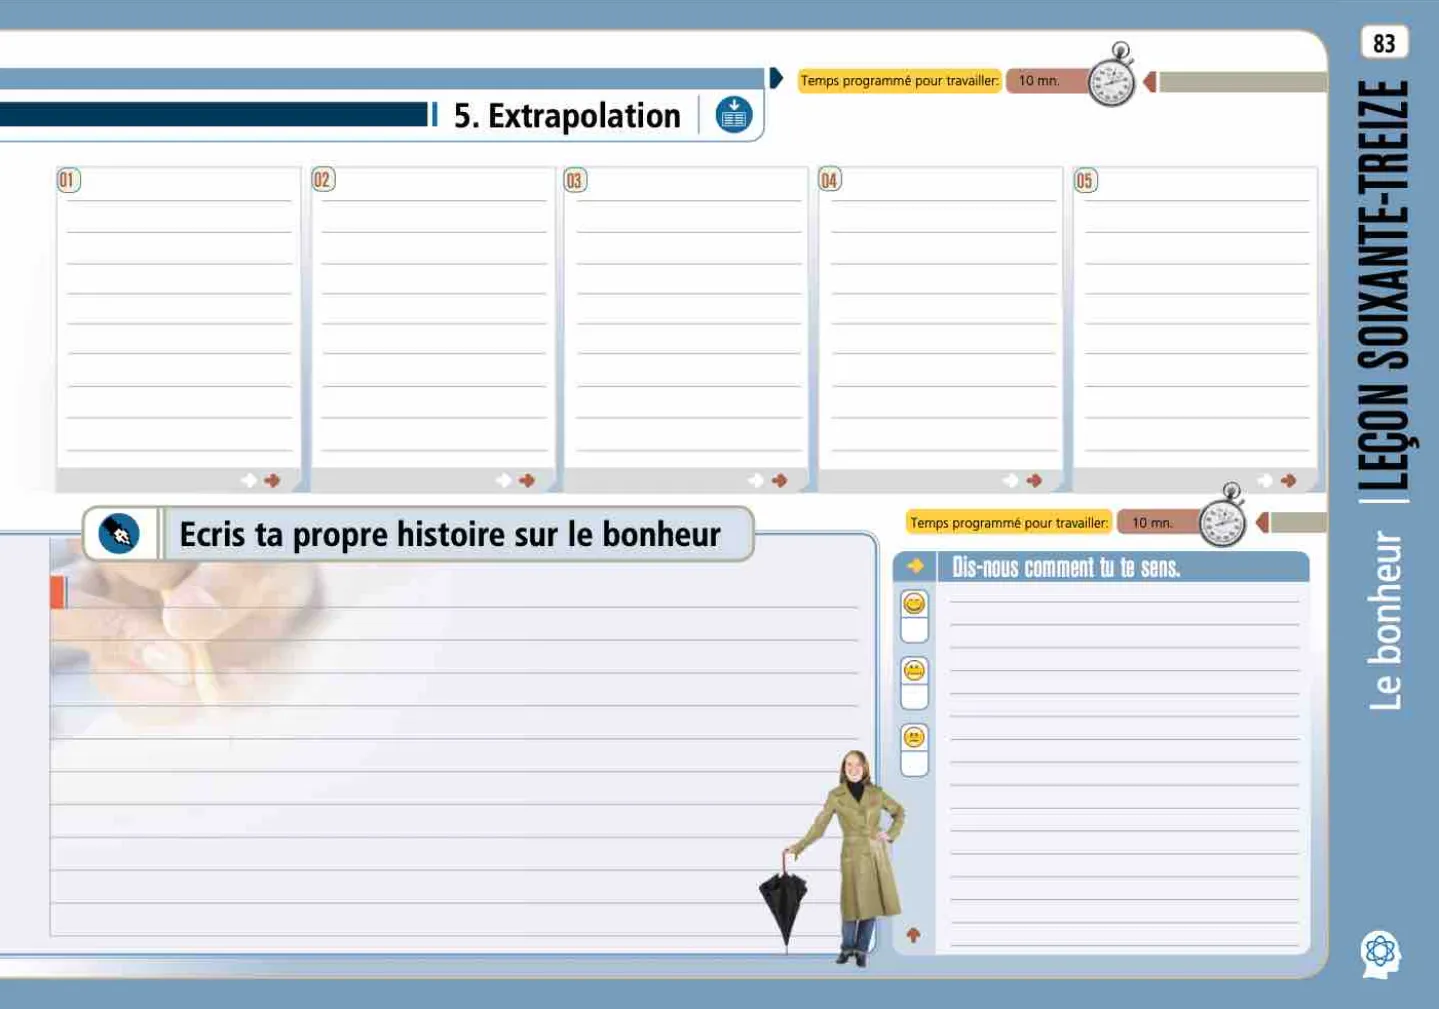 83
Temps programmé pour travailler: 10 mn.
5. Extrapolation
01 02 03 04 05
Temps programmé pour travailler: 10 mn.
Ecris ta propre histoire sur le bonheur
Dis-nous comment tu te sens.
LEÇON SOIXANTE-TREIZE
Le bonheur